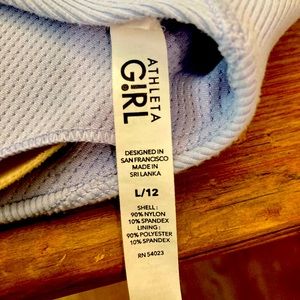 ATHLETA
G!RL
DESIGNED IN
SAN FRANCISCO
MADE IN
SRI LANKA
L/12
SHELL :
90% NYLON
10% SPANDEX
LINING :
90% POLYESTER
10% SPANDEX
RN 54023